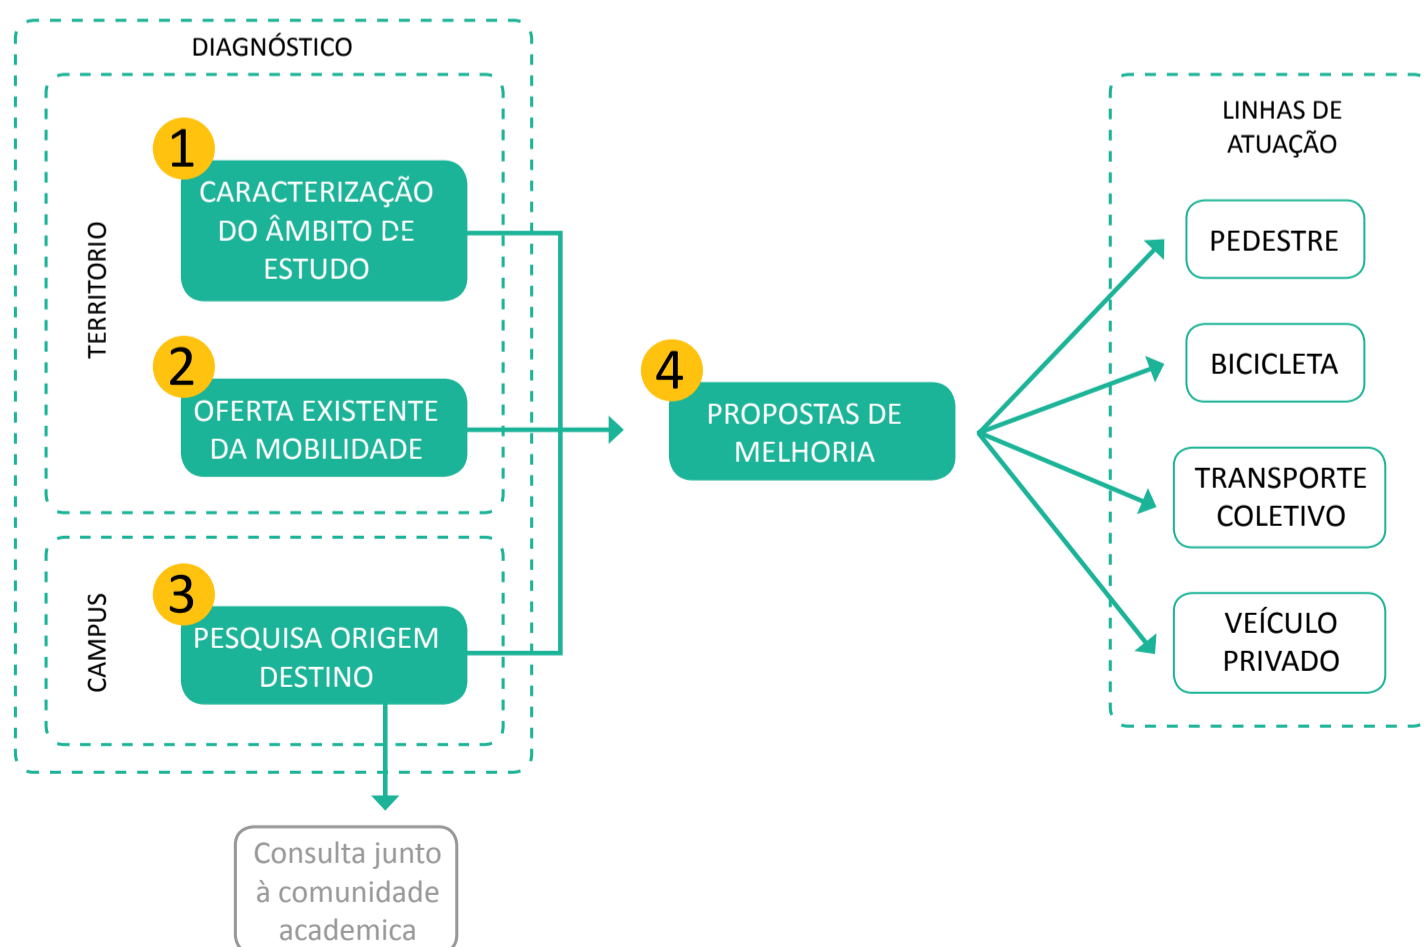 DIAGNÓSTICO
TERRITORIO
1
CARACTERIZAÇÃO
DO ÂMBITO DE
ESTUDO
2
OFERTA EXISTENTE
DA MOBILIDADE
CAMPUS
3
PESQUISA ORIGEM
DESTINO
Consulta junto
à comunidade
academica
4
PROPOSTAS DE
MELHORIA
LINHAS DE
ATUAÇÃO
PEDESTRE
BICICLETA
TRANSPORTE
COLETIVO
VEÍCULO
PRIVADO